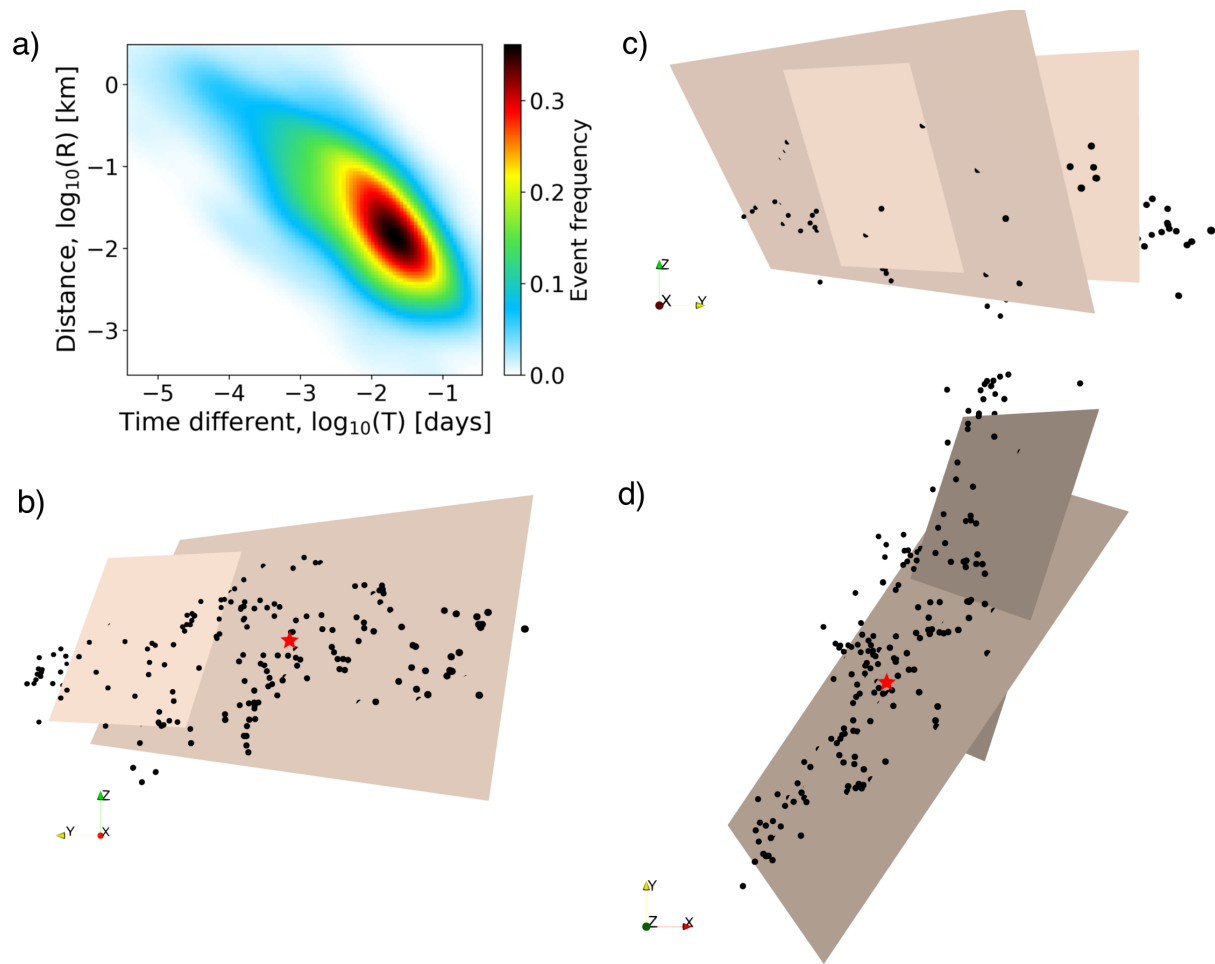 a)
Distance, log10(R) [km]
0
−1
−2
−3
−5
−4
−3
−2
−1
Time different, log10(T) [days]
0.3
0.2
0.1
0.0
Event frequency
c)
Z
X
Y
b)
Z
Y
X
d)
Y
Z
X